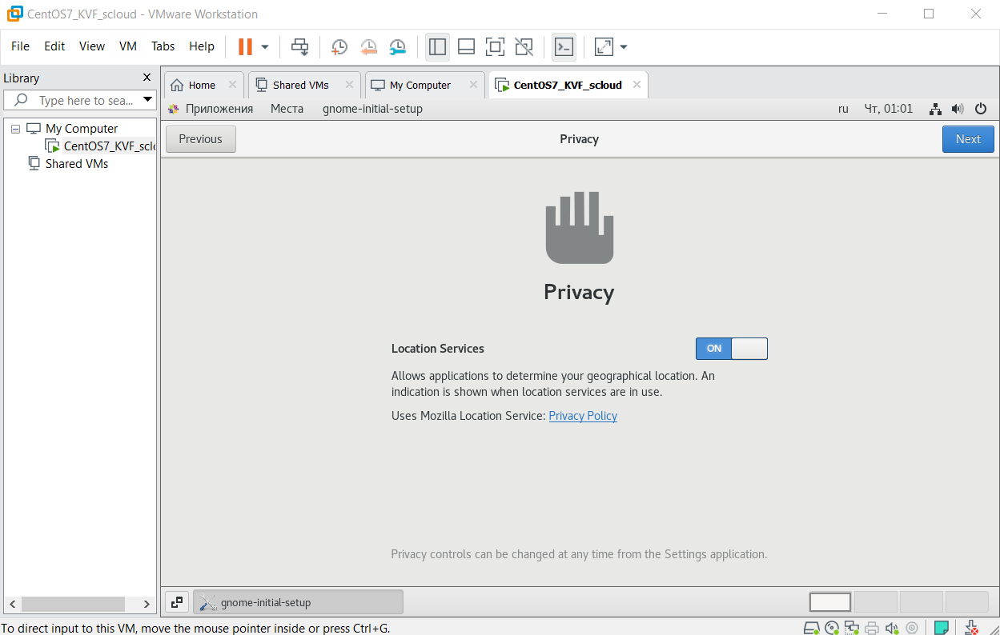 CentOS7_KVF_scloud - VMware Workstation
File Edit View VM Tabs Help
Library
Type here to sea...
My Computer
CentOS7_KVF_scl
Shared VMs
Home
Shared VMs
My Computer
CentOS7_KVF_scloud
Приложения Места gnome-initial-setup ru Чт, 01:01
Previous Privacy Next
Privacy
Location Services ON
Allows applications to determine your geographical location. An
indication is shown when location services are in use.
Uses Mozilla Location Service: Privacy Policy
Privacy controls can be changed at any time from the Settings application.
gnome-initial-setup
To direct input to this VM, move the mouse pointer inside or press Ctrl+G.